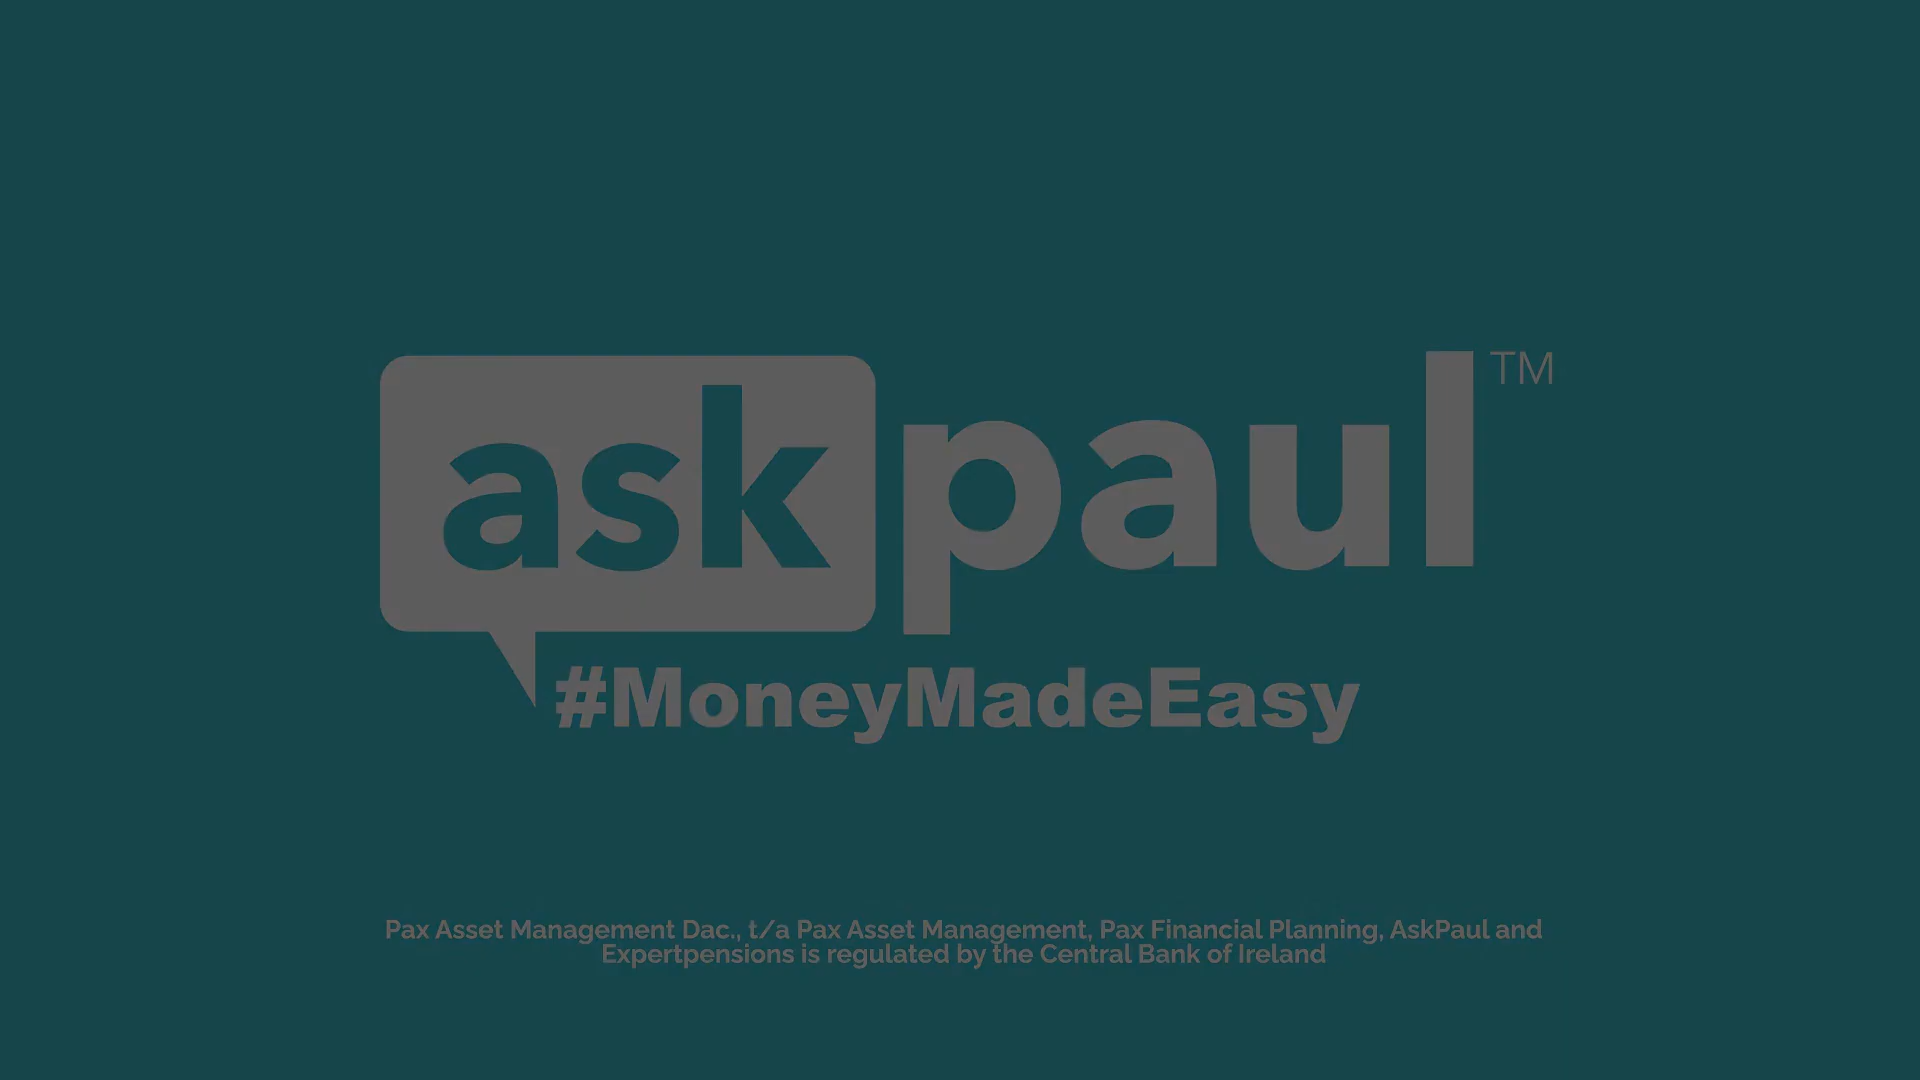 askpaul™
#MoneyMadeEasy
Pax Asset Management Dac., t/a Pax Asset Management, Pax Financial Planning, AskPaul and
Expertpensions is regulated by the Central Bank of Ireland